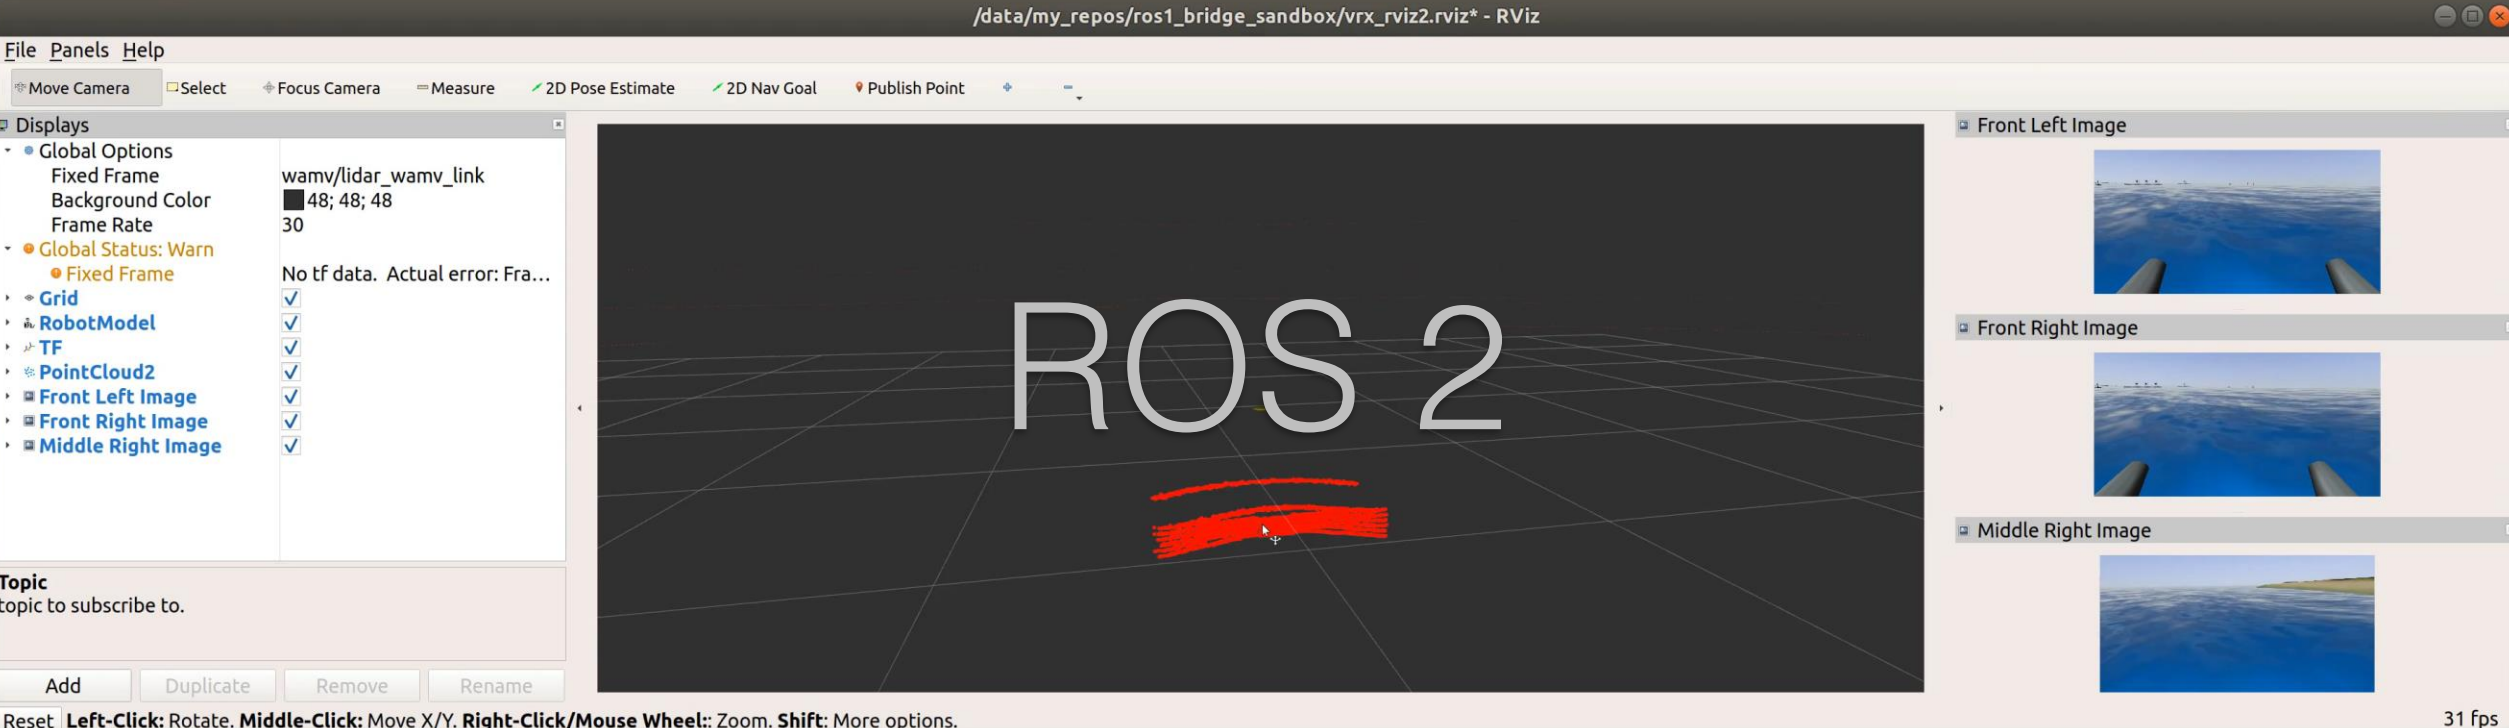 /data/my_repos/ros1_bridge_sandbox/vrx_rviz2.rviz* - RViz
File Panels Help
Move Camera Select Focus Camera Measure 2D Pose Estimate 2D Nav Goal Publish Point
Displays
Global Options
Fixed Frame wamv/lidar_wamv_link
Background Color 48; 48; 48
Frame Rate 30
Global Status: Warn
Fixed Frame No tf data.  Actual error: Fra...
Grid
RobotModel
TF
PointCloud2
Front Left Image
Front Right Image
Middle Right Image
Topic
topic to subscribe to.
Add Duplicate Remove Rename
ROS 2
Front Left Image
Front Right Image
Middle Right Image
Reset Left-Click: Rotate. Middle-Click: Move X/Y. Right-Click/Mouse Wheel:: Zoom. Shift: More options.
31 fps